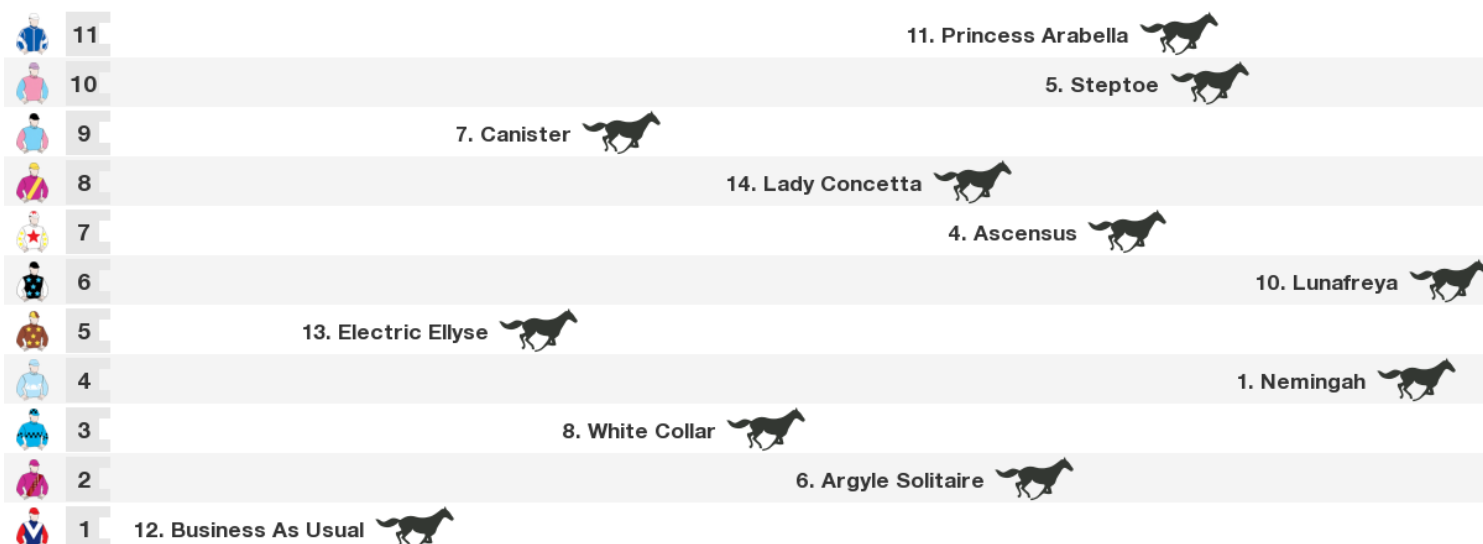 11 11. Princess Arabella
10 5. Steptoe
9 7. Canister
8 14. Lady Concetta
7 4. Ascensus
6 10. Lunafreya
5 13. Electric Ellyse
4 1. Nemingah
3 8. White Collar
2 6. Argyle Solitaire
1 12. Business As Usual